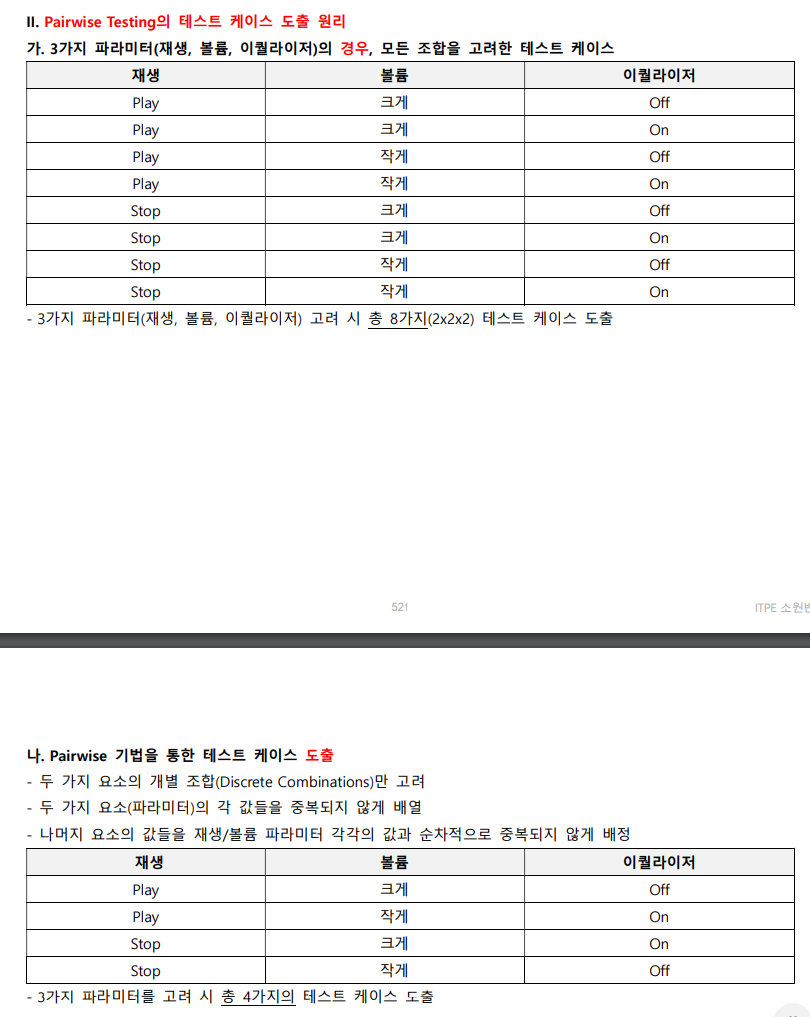 II. Pairwise Testing의 테스트 케이스 도출 원리
가. 3가지 파라미터(재생, 볼륨, 이퀄라이저)의 경우, 모든 조합을 고려한 테스트 케이스
재생 볼륨 이퀄라이저
Play 크게 Off
Play 크게 On
Play 작게 Off
Play 작게 On
Stop 크게 Off
Stop 크게 On
Stop 작게 Off
Stop 작게 On
- 3가지 파라미터(재생, 볼륨, 이퀄라이저) 고려 시 총 8가지(2x2x2) 테스트 케이스 도출
521
ITPE 소원
나. Pairwise 기법을 통한 테스트 케이스 도출
- 두 가지 요소의 개별 조합(Discrete Combinations)만 고려
- 두 가지 요소(파라미터)의 각 값들을 중복되지 않게 배열
- 나머지 요소의 값들을 재생/볼륨 파라미터 각각의 값과 순차적으로 중복되지 않게 배정
재생 볼륨 이퀄라이저
Play 크게 Off
Play 작게 On
Stop 크게 On
Stop 작게 Off
- 3가지 파라미터를 고려 시 총 4가지의 테스트 케이스 도출